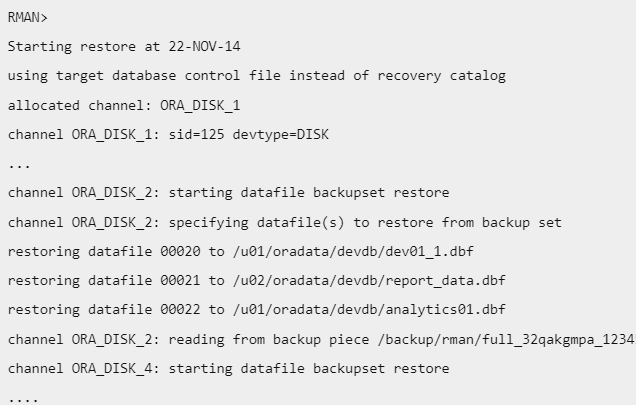 RMAN>
Starting restore at 22-NOV-14
using target database control file instead of recovery catalog
allocated channel: ORA_DISK_1
channel ORA_DISK_1: sid=125 devtype=DISK
...
channel ORA_DISK_2: starting datafile backupset restore
channel ORA_DISK_2: specifying datafile(s) to restore from backup set
restoring datafile 00020 to /u01/oradata/devdb/dev01_1.dbf
restoring datafile 00021 to /u02/oradata/devdb/report_data.dbf
restoring datafile 00022 to /u01/oradata/devdb/analytics01.dbf
channel ORA_DISK_2: reading from backup piece /backup/rman/full_32qakgmpa_1234
channel ORA_DISK_4: starting datafile backupset restore
....